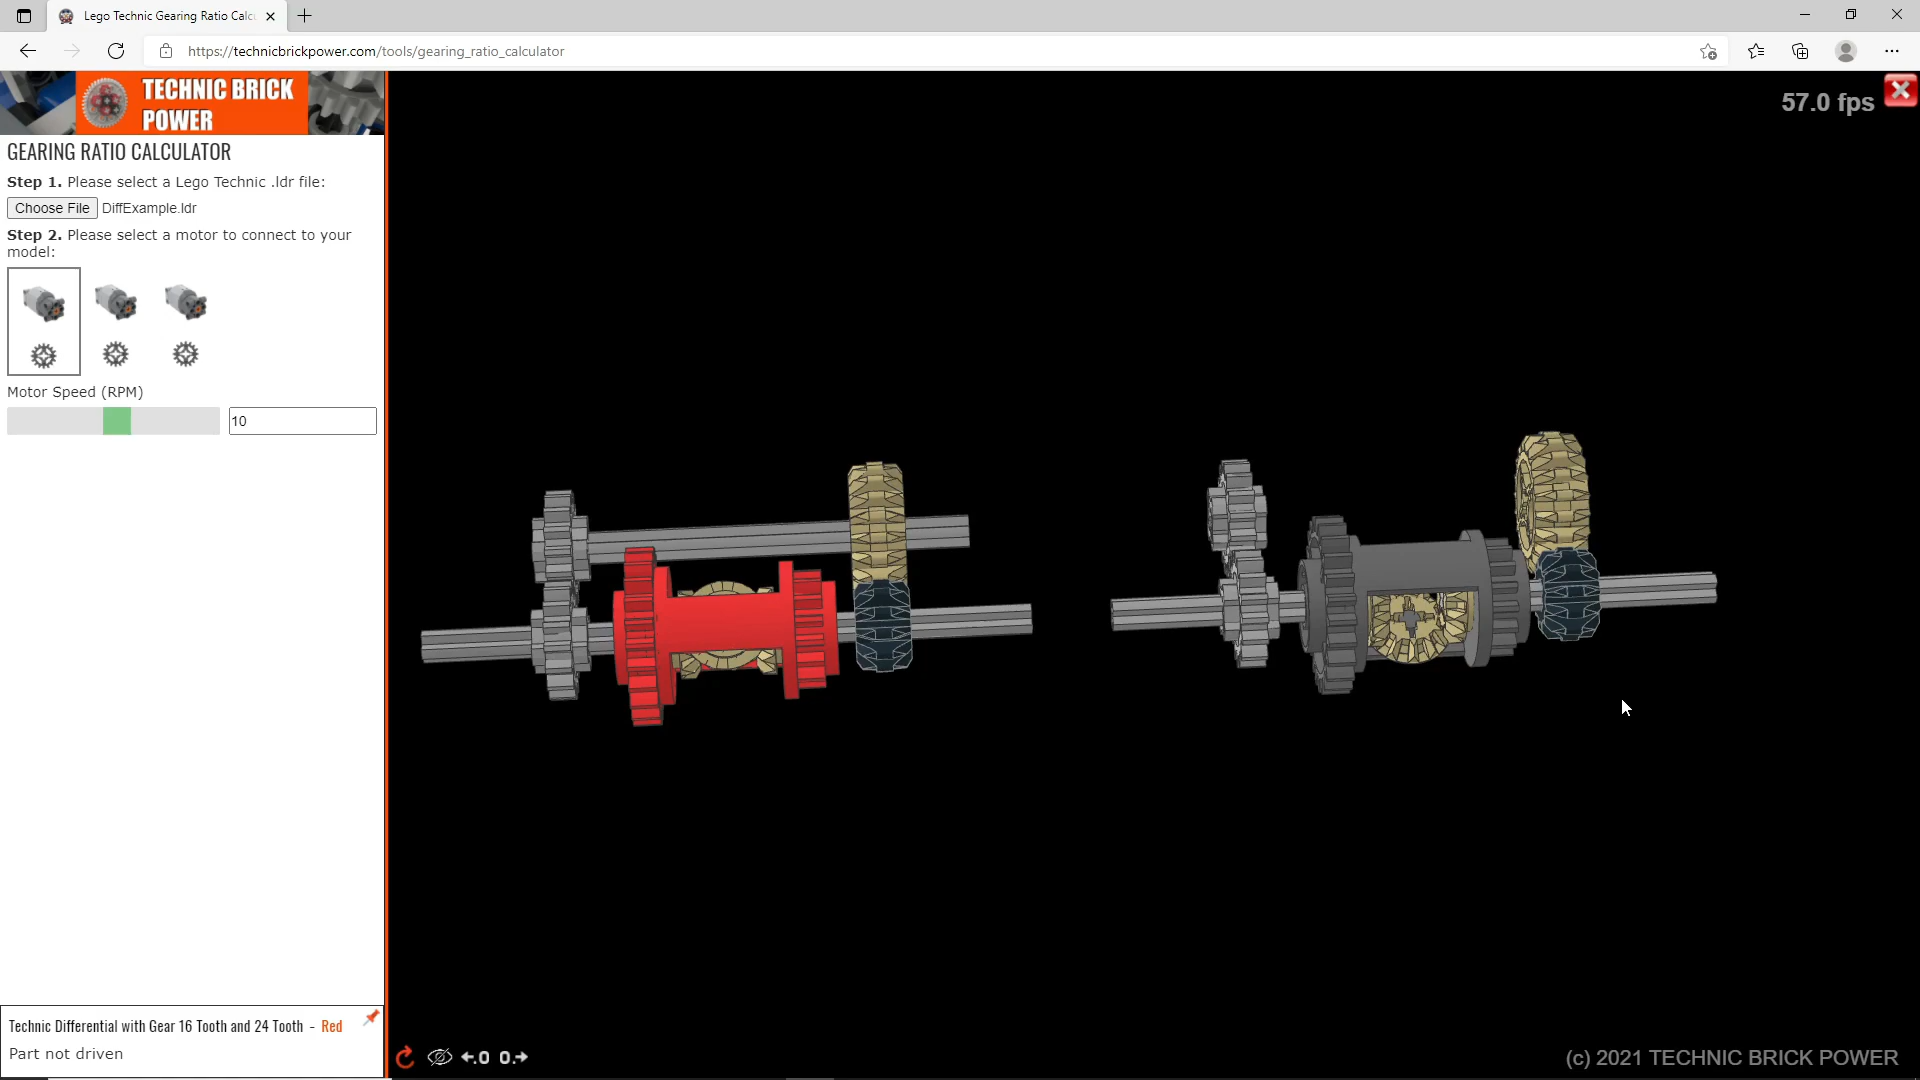 Lego Technic Gearing Ratio Calc
https://technicbrickpower.com/tools/gearing_ratio_calculator
TECHNIC BRICK
POWER
57.0 fps
GEARING RATIO CALCULATOR
Step 1. Please select a Lego Technic .ldr file:
Choose File DiffExample.ldr
Step 2. Please select a motor to connect to your
model:
Motor Speed (RPM)
10
Technic Differential with Gear 16 Tooth and 24 Tooth - Red
Part not driven
←.0 0.→
(c) 2021 TECHNIC BRICK POWER